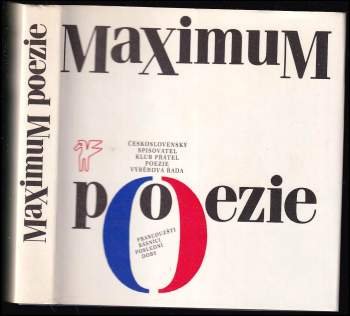 MaximuM poezie
MaximuM
ČESKOSLOVENSKÝ
SPISOVATEL
KLUB PŘÁTEL
POEZIE
VÝBĚROVÁ ŘADA
poezie
FRANCOUZŠTÍ
BÁSNÍCI
POSLEDNÍ
DOBY